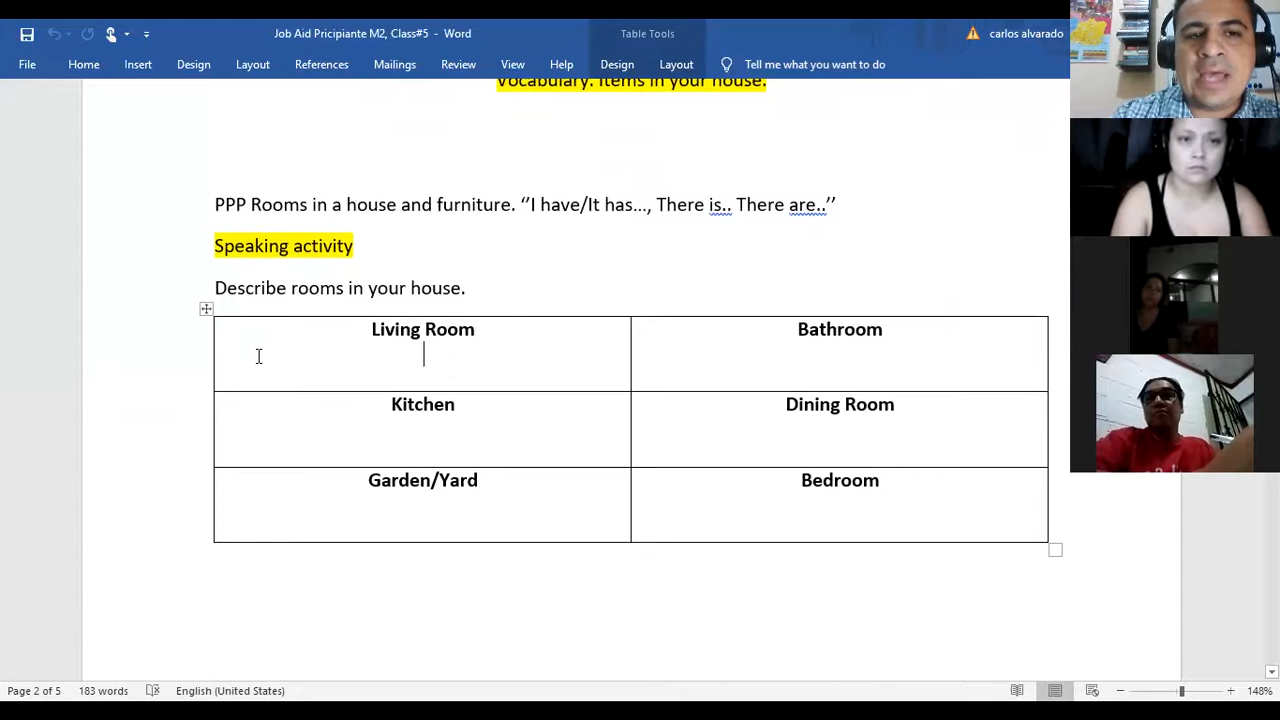 Job Aid Pricipiante M2, Class#5 - Word
Table Tools
carlos alvarado
File Home Insert Design Layout References Mailings Review View Help Design Layout Tell me what you want to do
Vocabulary: Items in your house.
PPP Rooms in a house and furniture. ‘’I have/It has…, There is.. There are..’’
Speaking activity
Describe rooms in your house.
Living Room Bathroom
Kitchen Dining Room
Garden/Yard Bedroom
Page 2 of 5 183 words English (United States) 148%